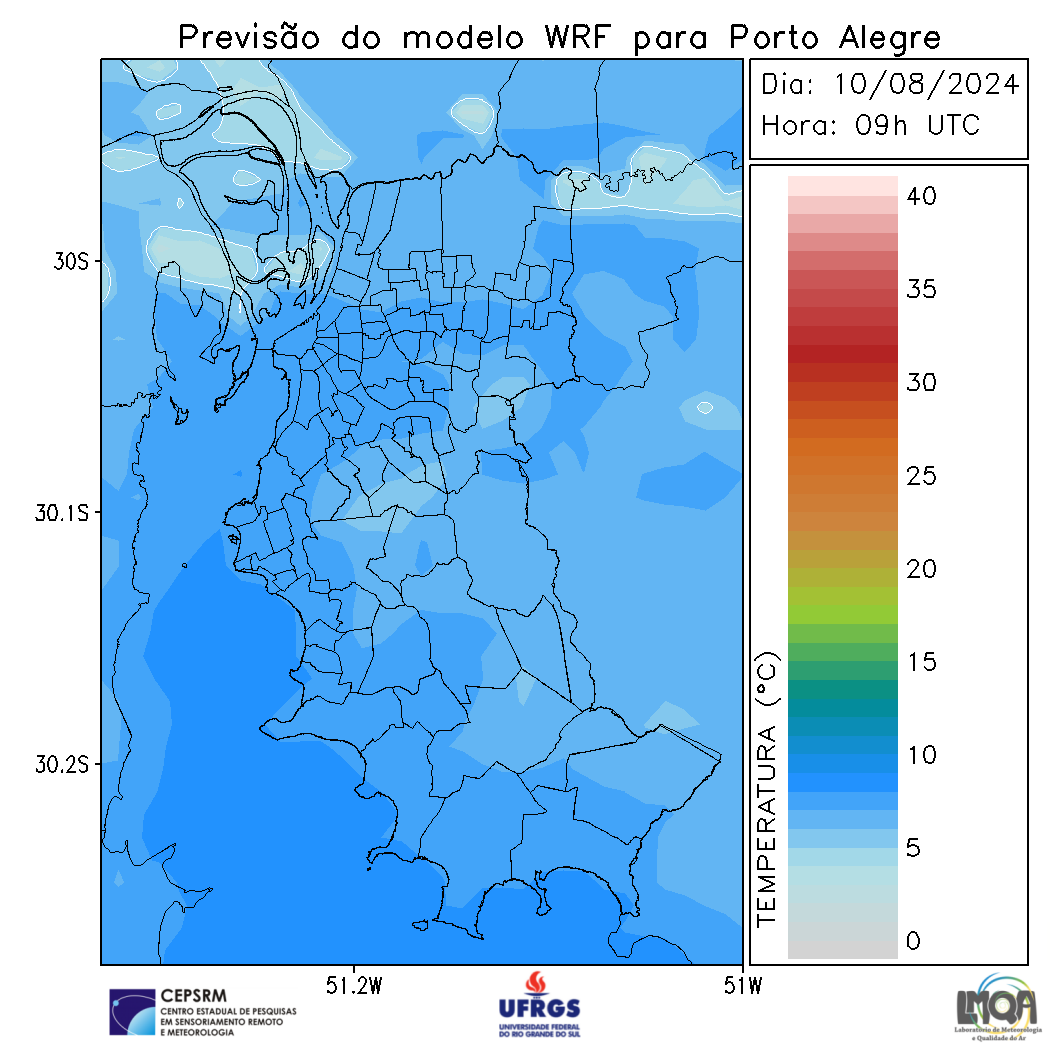 Previsão do modelo WRF para Porto Alegre
Dia: 10/08/2024
Hora: 09h UTC
30S
30.1S
30.2S
51.2W
51W
TEMPERATURA (°C)
40
35
30
25
20
15
10
5
0
CEPSRM
CENTRO ESTADUAL DE PESQUISAS
EM SENSORIAMENTO REMOTO
E METEOROLOGIA
UFRGS
UNIVERSIDADE FEDERAL
DO RIO GRANDE DO SUL
LMQA
Laboratório de Meteorologia
e Qualidade do Ar